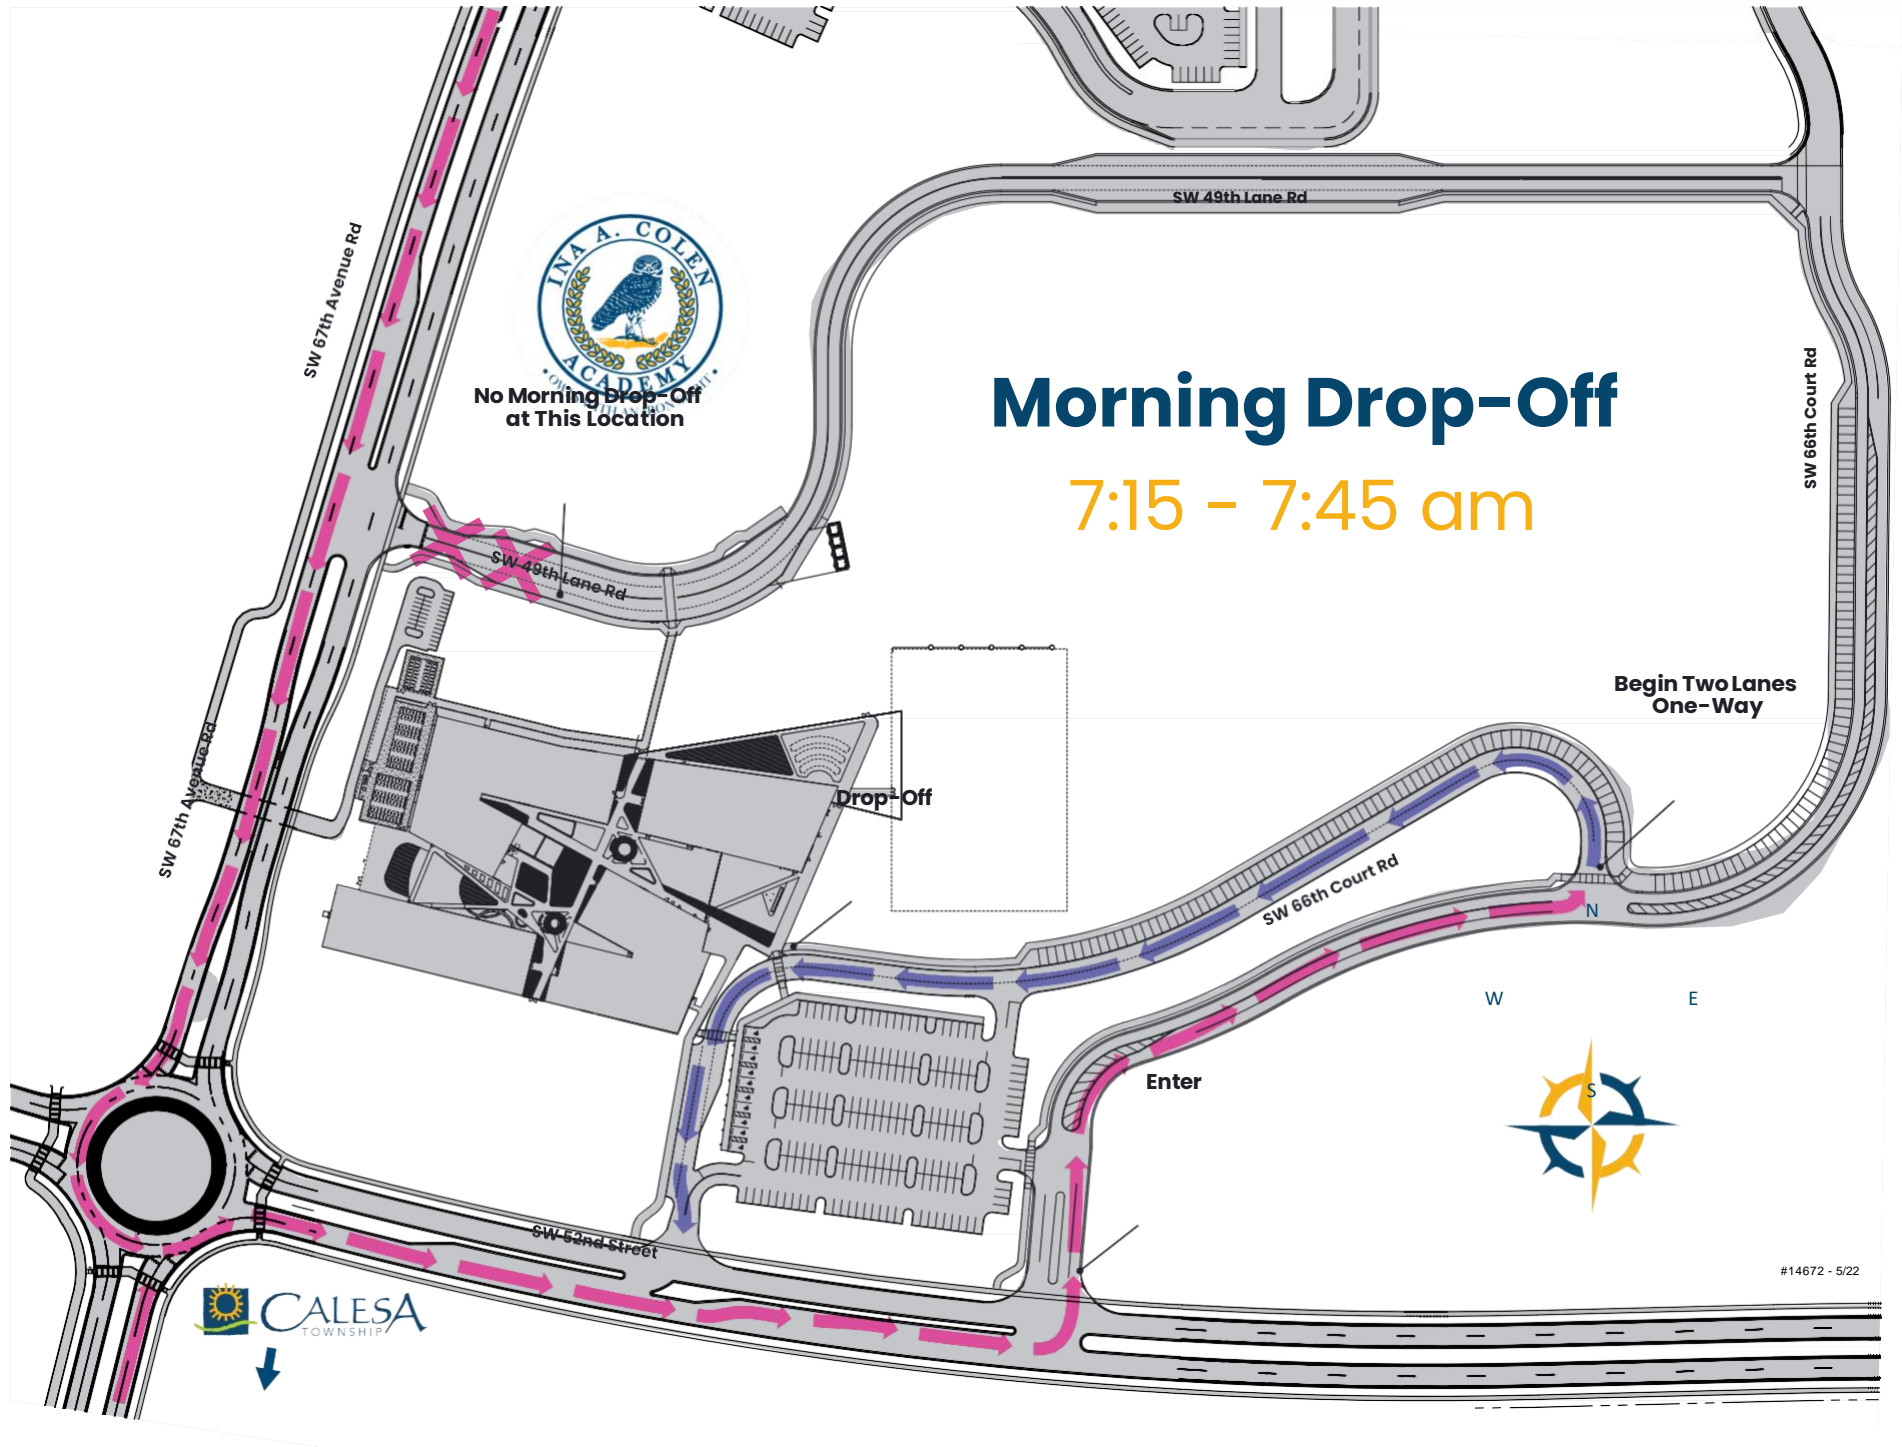 SW 49th Lane Rd
SW 67th Avenue Rd
INA A. COLEN
ACADEMY
No Morning Drop-Off
at This Location
Morning Drop-Off
7:15 - 7:45 am
SW 66th Court Rd
SW 49th Lane Rd
Begin Two Lanes
One-Way
SW 67th Avenue Rd
Drop-Off
SW 66th Court Rd
N
W
E
S
Enter
SW 52nd Street
#14672 - 5/22
CALESA
TOWNSHIP